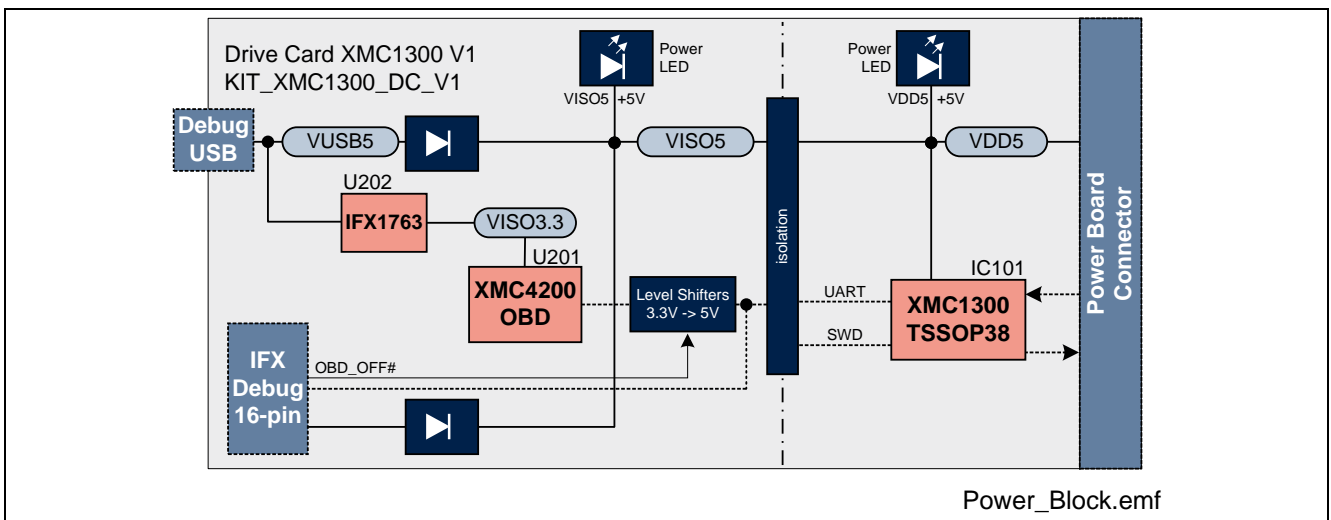 Drive Card XMC1300 V1
KIT_XMC1300_DC_V1
Power
LED
VISO5
+5V
Power
LED
VDD5
+5V
Debug
USB
VUSB5
VISO5
VDD5
U202
IFX1763
VISO3.3
U201
XMC4200
OBD
Level Shifters
3.3V -> 5V
isolation
UART
SWD
IC101
XMC1300
TSSOP38
Power Board
Connector
IFX
Debug
16-pin
OBD_OFF#
Power_Block.emf